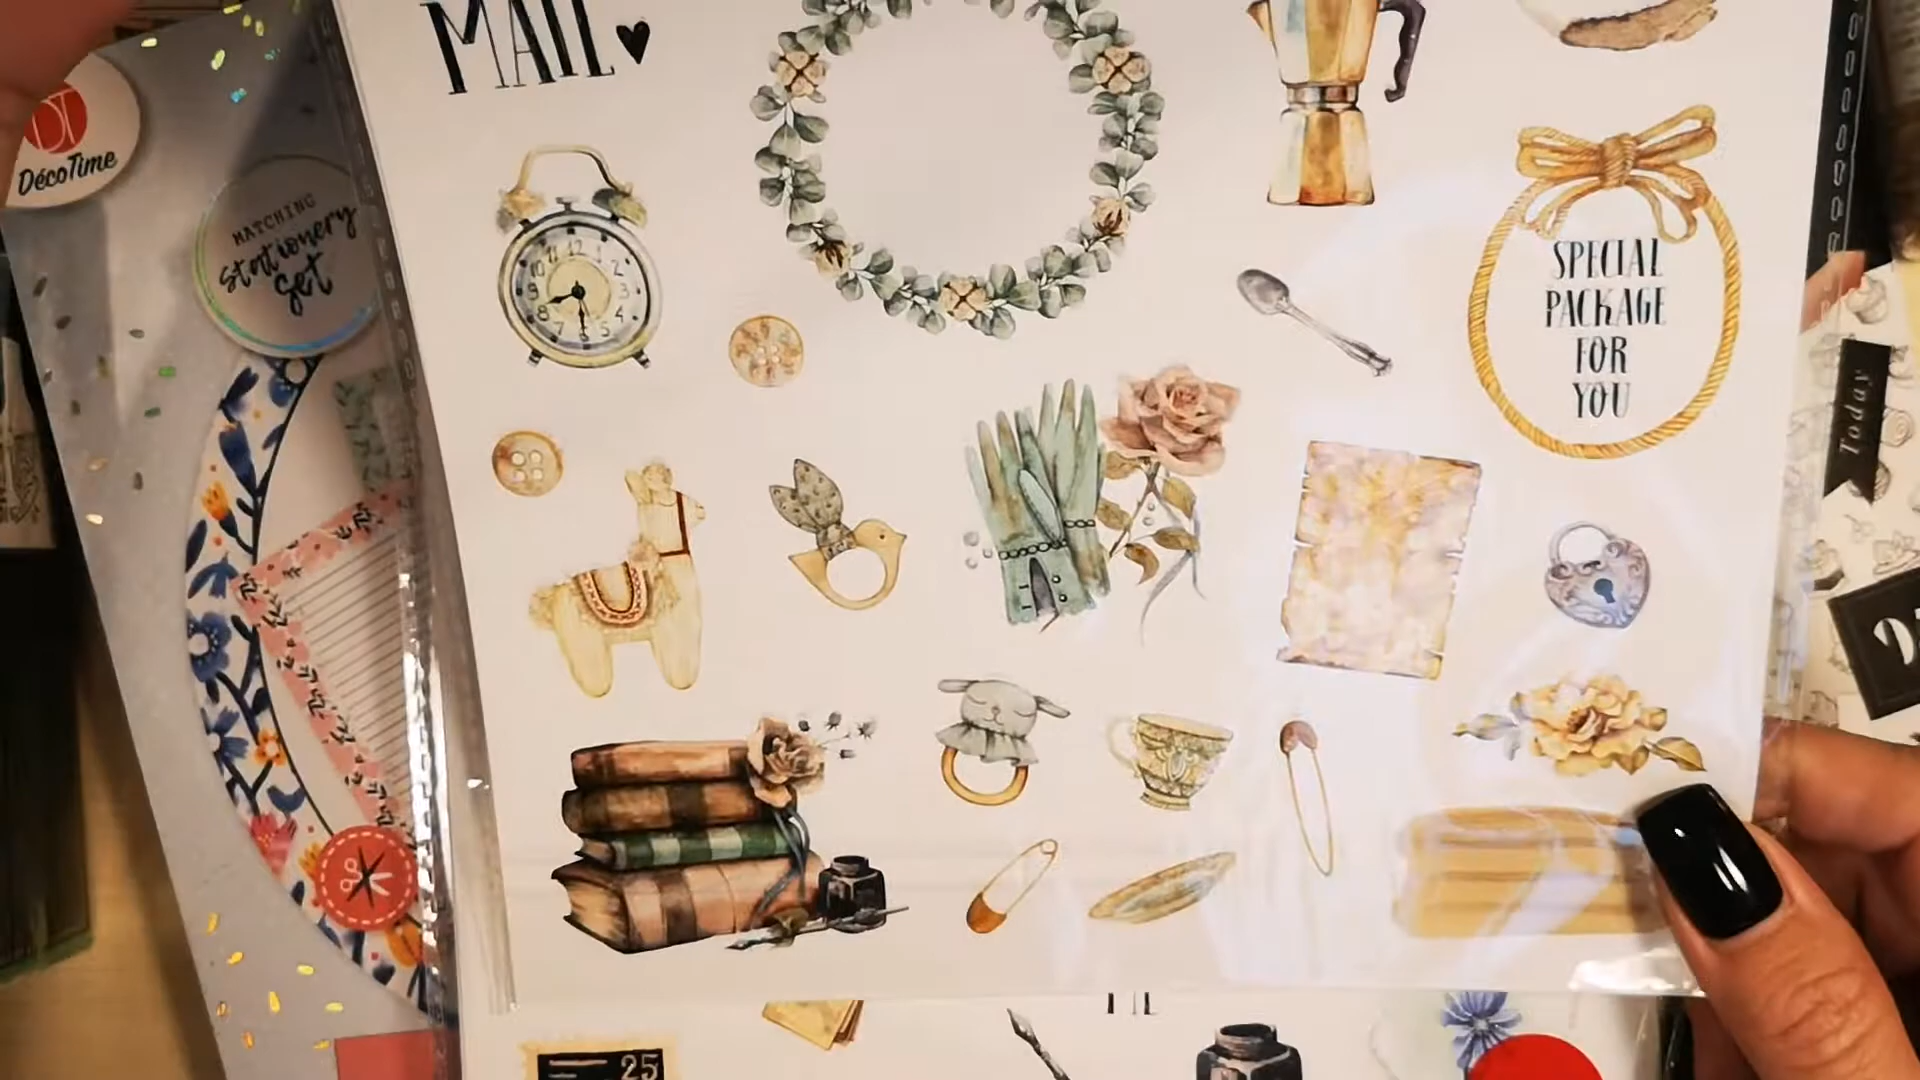 MAIL
DécoTime
MATCHING
Stationery
Set
SPECIAL
PACKAGE
FOR
YOU
Today
25